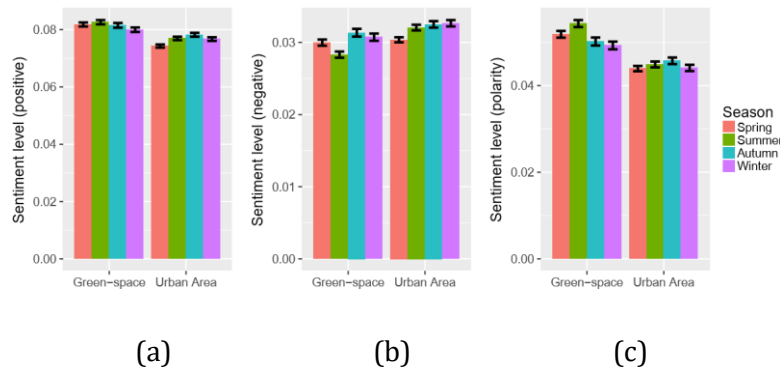 Sentiment level (positive)
0.08
0.06
0.04
0.02
0.00
Green-space
Urban Area
(a)
Sentiment level (negative)
0.03
0.02
0.01
0.00
Green-space
Urban Area
(b)
Sentiment level (polarity)
0.04
0.02
0.00
Green-space
Urban Area
(c)
Season
Spring
Summer
Autumn
Winter